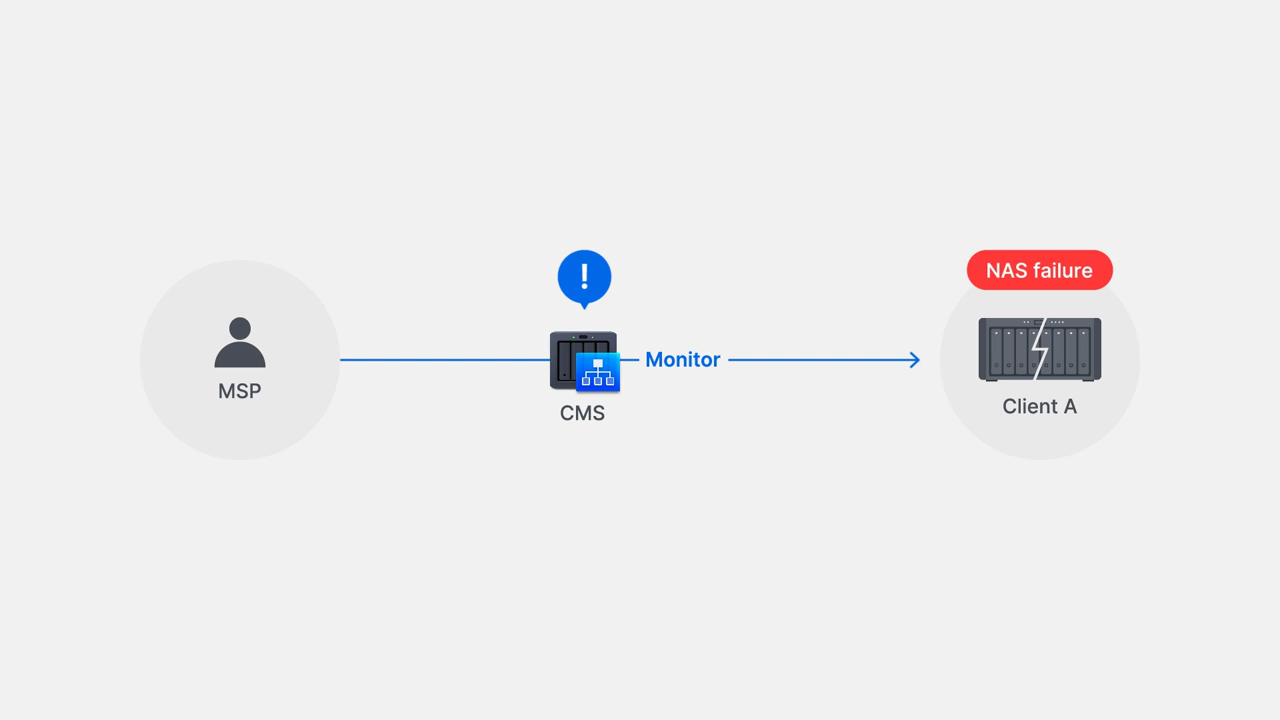 NAS failure
!
Monitor
MSP
CMS
Client A